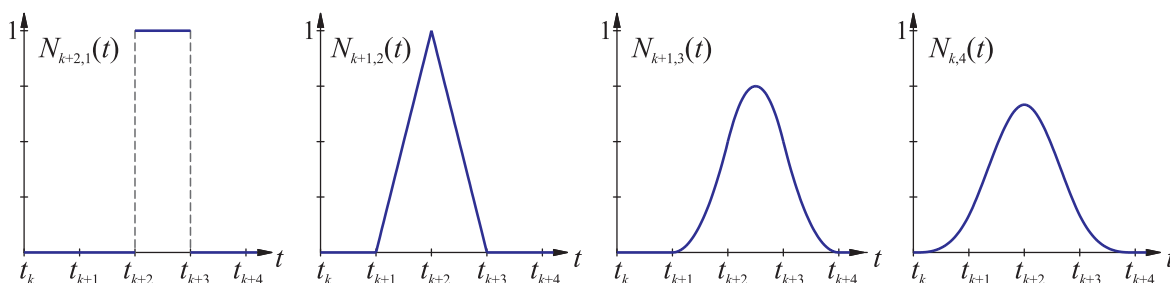 1 N_{k+2,1}(t)
t_k t_{k+1} t_{k+2} t_{k+3} t_{k+4} t
1 N_{k+1,2}(t)
t_k t_{k+1} t_{k+2} t_{k+3} t_{k+4} t
1 N_{k+1,3}(t)
t_k t_{k+1} t_{k+2} t_{k+3} t_{k+4} t
1 N_{k,4}(t)
t_k t_{k+1} t_{k+2} t_{k+3} t_{k+4} t